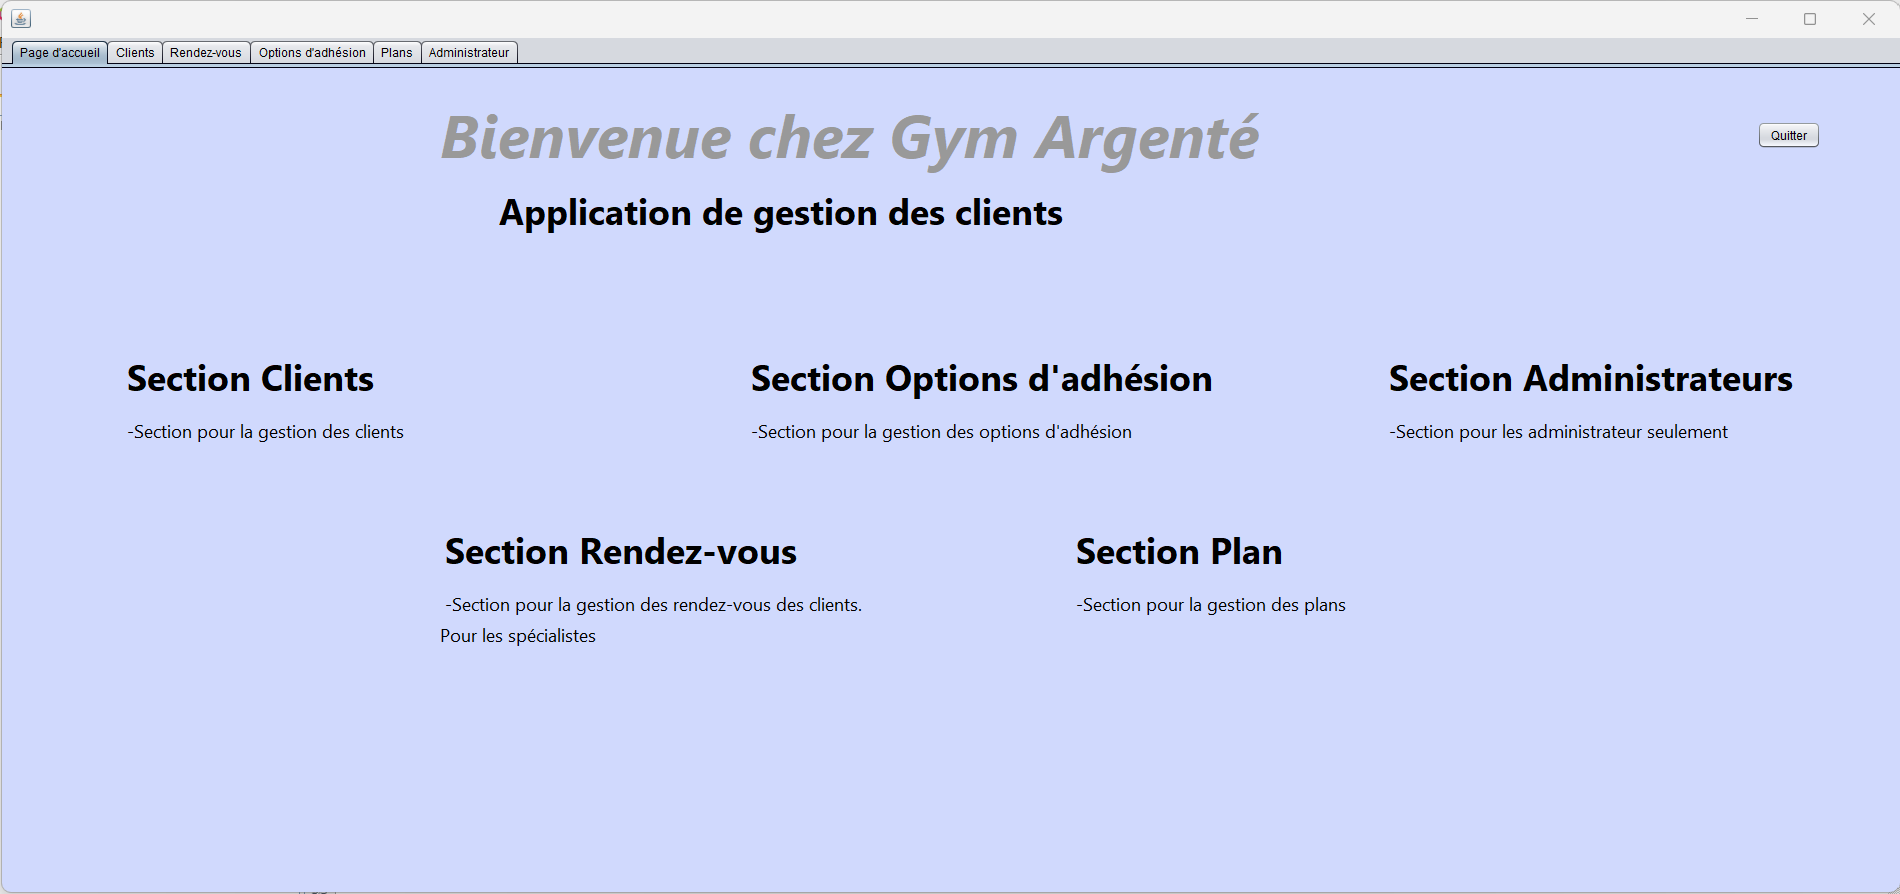 Page d'accueil Clients Rendez-vous Options d'adhésion Plans Administrateur
Bienvenue chez Gym Argenté
Quitter
Application de gestion des clients
Section Clients
-Section pour la gestion des clients
Section Options d'adhésion
-Section pour la gestion des options d'adhésion
Section Administrateurs
-Section pour les administrateur seulement
Section Rendez-vous
-Section pour la gestion des rendez-vous des clients.
Pour les spécialistes
Section Plan
-Section pour la gestion des plans